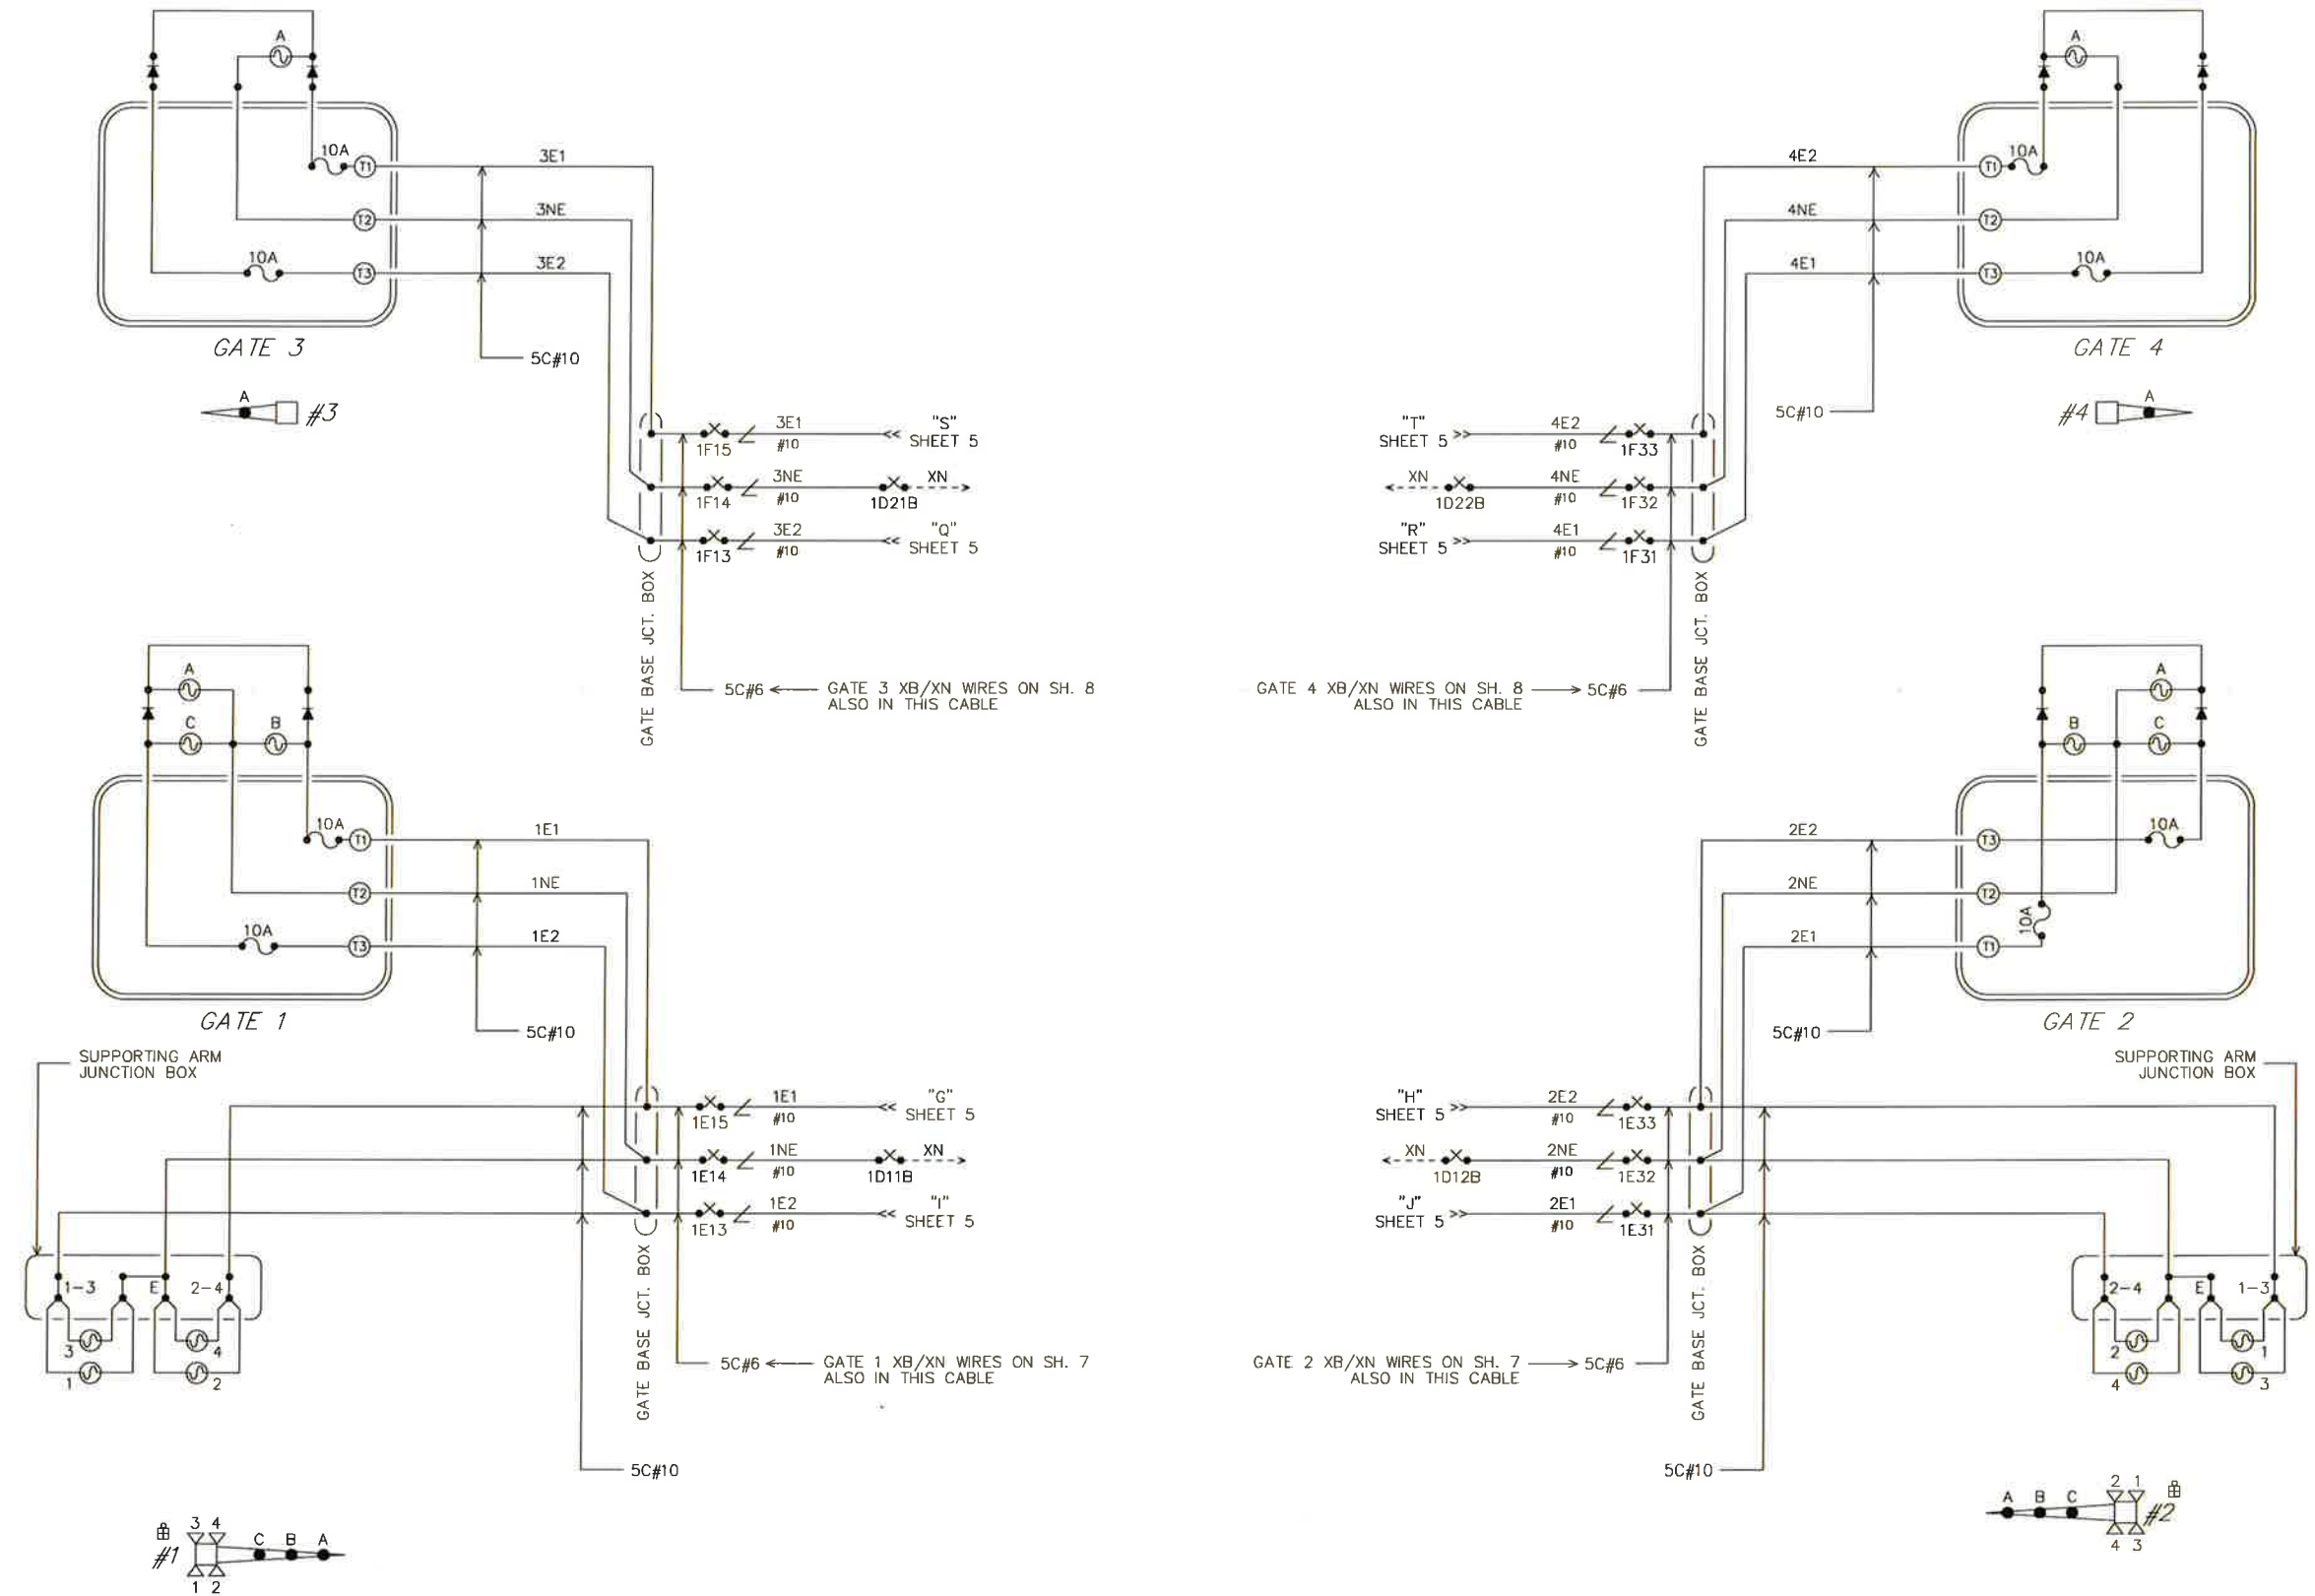 A
10A
T1
T2
10A
T3
3E1
3NE
3E2
GATE 3
5C#10
A
#3
1F15
3E1
#10
"S"
SHEET 5
1F14
3NE
#10
1D21B
XN
1F13
3E2
#10
"Q"
SHEET 5
GATE BASE JCT. BOX
5C#6
GATE 3 XB/XN WIRES ON SH. 8
ALSO IN THIS CABLE
A
4E2
T1
10A
4NE
T2
4E1
T3
10A
GATE 4
5C#10
#4
A
"T"
SHEET 5
4E2
#10
1F33
XN
1D22B
4NE
#10
1F32
"R"
SHEET 5
4E1
#10
1F31
GATE BASE JCT. BOX
GATE 4 XB/XN WIRES ON SH. 8
ALSO IN THIS CABLE
5C#6
A
C
B
10A
T1
T2
10A
T3
1E1
1NE
1E2
GATE 1
5C#10
SUPPORTING ARM
JUNCTION BOX
1E15
1E1
#10
"G"
SHEET 5
1E14
1NE
#10
1D11B
XN
1E13
1E2
#10
"I"
SHEET 5
1-3
E
2-4
3
4
1
2
GATE BASE JCT. BOX
5C#6
GATE 1 XB/XN WIRES ON SH. 7
ALSO IN THIS CABLE
5C#10
3 4
C B A
#1
1 2
A
B
C
2E2
T3
10A
2NE
T2
10A
2E1
T1
GATE 2
5C#10
SUPPORTING ARM
JUNCTION BOX
"H"
SHEET 5
2E2
#10
1E33
XN
1D12B
2NE
#10
1E32
"J"
SHEET 5
2E1
#10
1E31
2-4
E
1-3
2
1
4
3
GATE BASE JCT. BOX
GATE 2 XB/XN WIRES ON SH. 7
ALSO IN THIS CABLE
5C#6
5C#10
2 1
A B C
#2
4 3